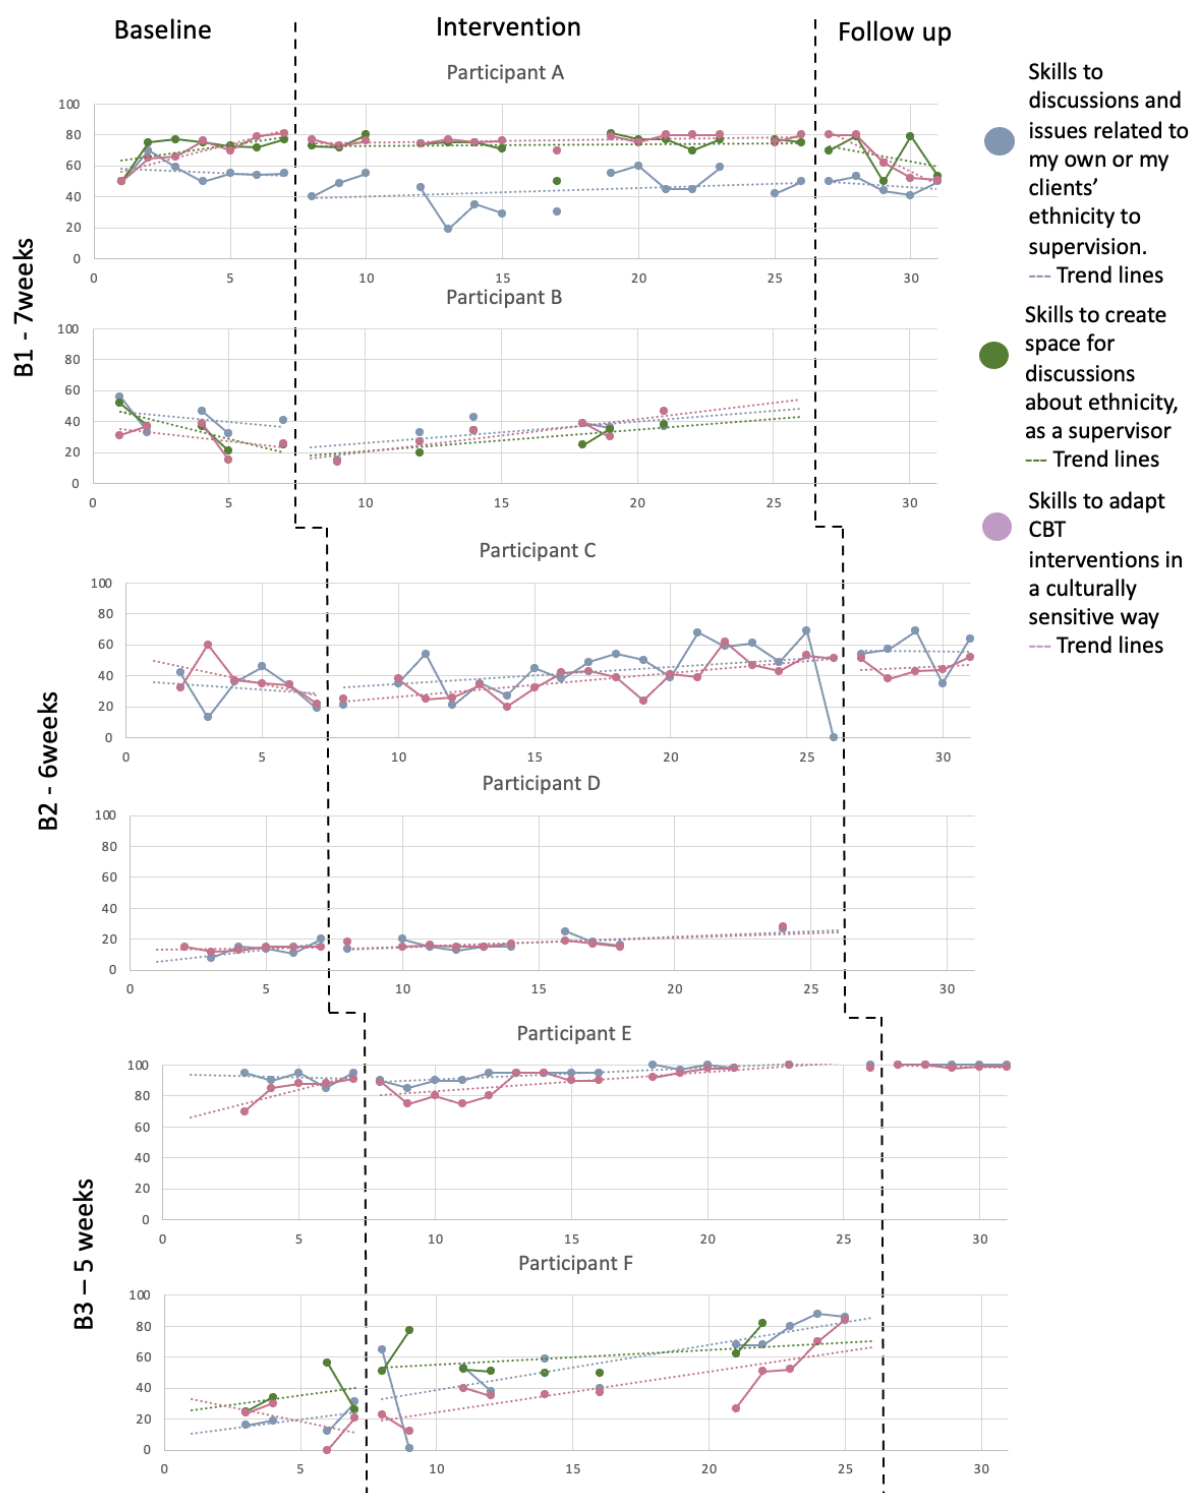 Baseline
Intervention
Follow up
Participant A
100
80
60
40
20
0
0 5 10 15 20 25 30
Participant B
100
80
60
40
20
0
0 5 10 15 20 25 30
B1 - 7weeks
Participant C
100
80
60
40
20
0
0 5 10 15 20 25 30
Participant D
100
80
60
40
20
0
0 5 10 15 20 25 30
B2 - 6weeks
Participant E
100
80
60
40
20
0
0 5 10 15 20 25 30
Participant F
100
80
60
40
20
0
0 5 10 15 20 25 30
B3 – 5 weeks
Skills to
discussions and
issues related to
my own or my
clients’
ethnicity to
supervision.
--- Trend lines
Skills to create
space for
discussions
about ethnicity,
as a supervisor
--- Trend lines
Skills to adapt
CBT
interventions in
a culturally
sensitive way
--- Trend lines